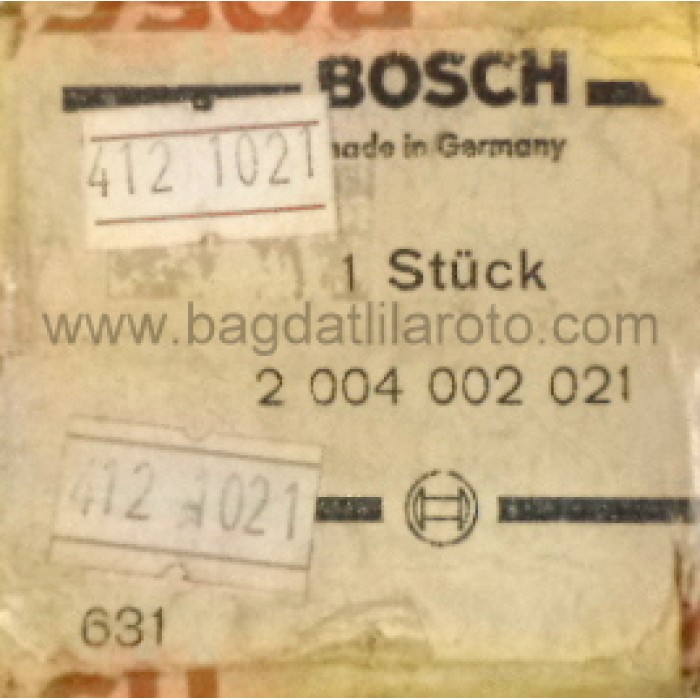 BOSCH
made in Germany
412 1021
1 Stück
www.bagdatlilaroto.com
2 004 002 021
412 1021
631